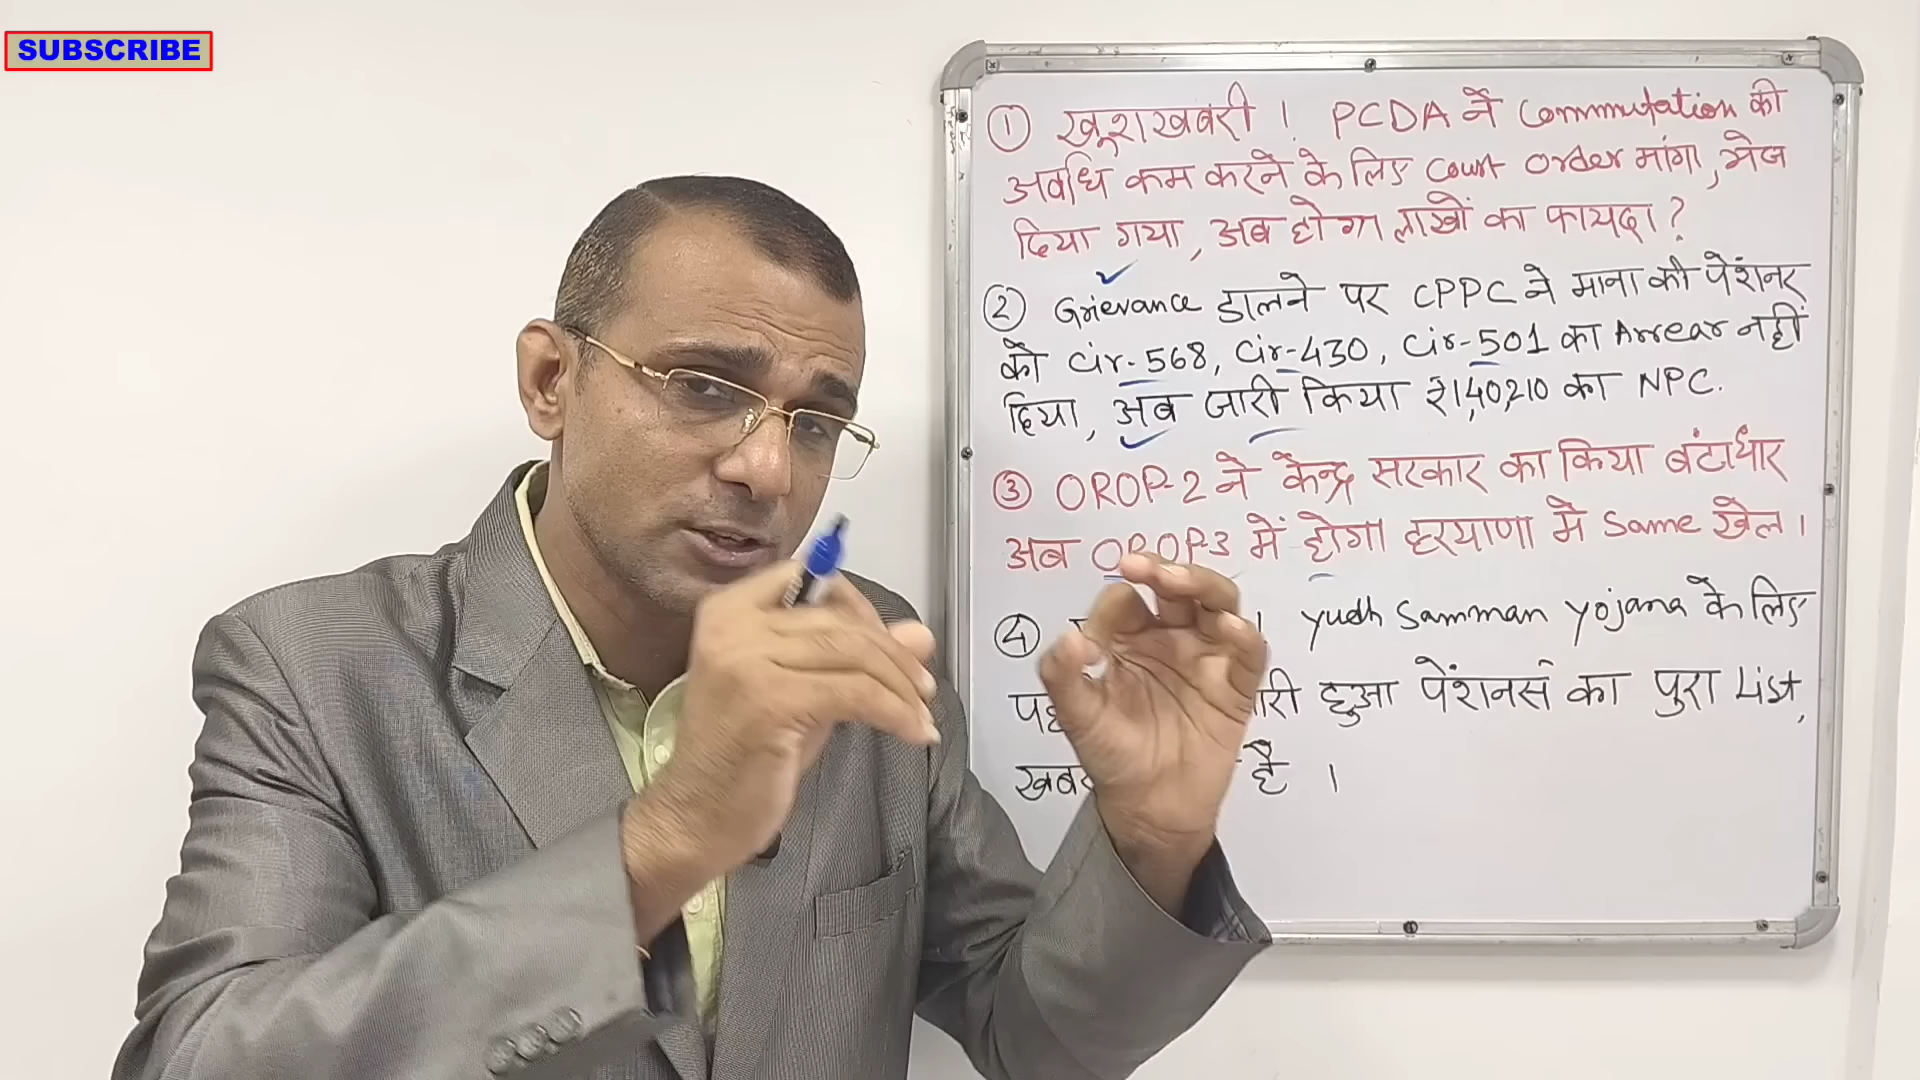 SUBSCRIBE
① खुशखबरी ! PCDA ने Commutation की
अवधि कम करने के लिए Court Order मांगा, भेज
दिया गया, अब होगा लाखों का फायदा ?
② Grievance डालने पर CPPC ने माना की पेंशनर
को Cir-568, Cir-430, Cir-501 का Arrear नहीं
दिया, अब जारी किया ₹1,40,210 का NPC.
③ OROP-2 ने केन्द्र सरकार का किया बंटाधार
अब OROP-3 में होगा हरयाणा मे Same खेल ।
④ ! Yudh Samman Yojana के लिए
हुआ पेंशनर्स का पुरा List,
है ।